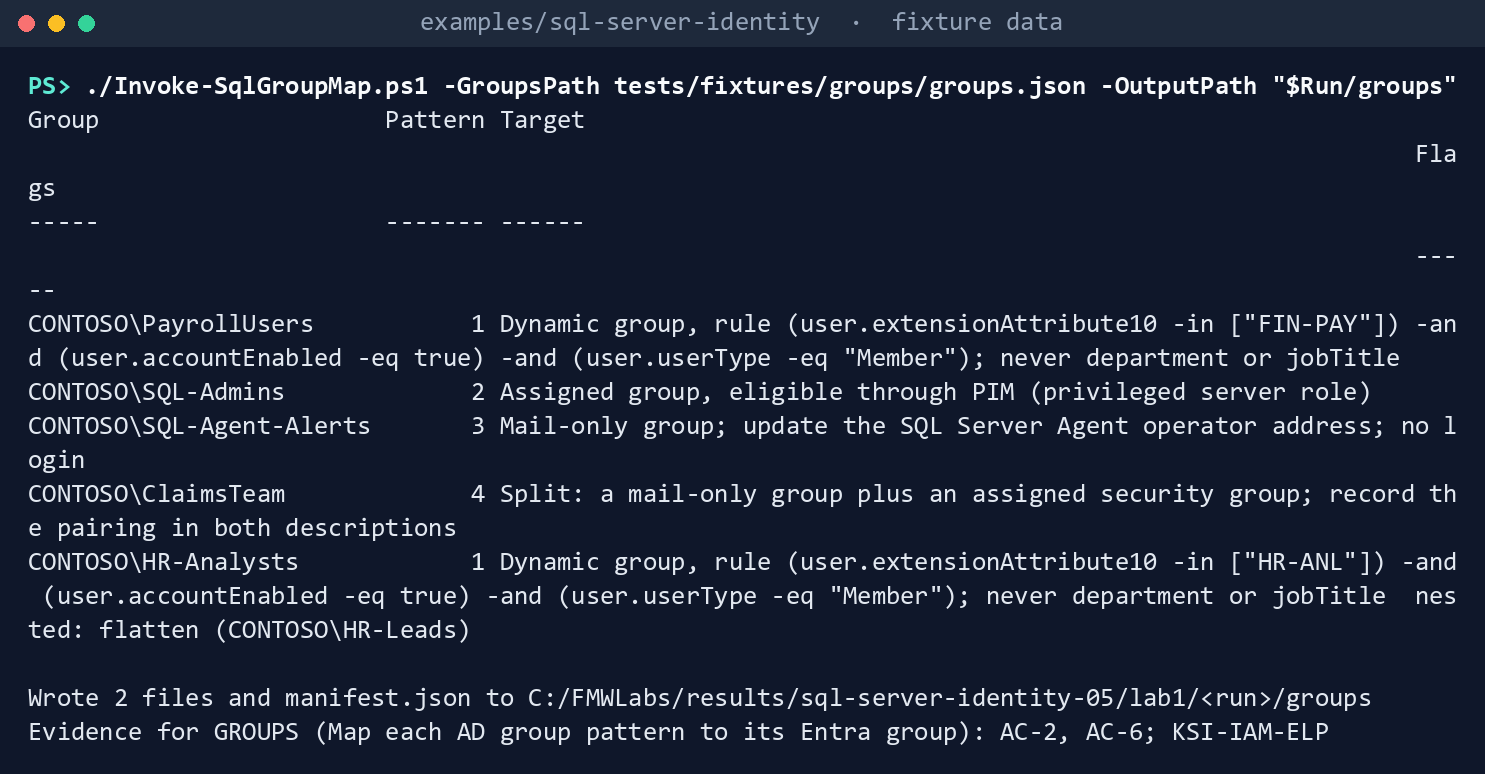 examples/sql-server-identity · fixture data
PS> ./Invoke-SqlGroupMap.ps1 -GroupsPath tests/fixtures/groups/groups.json -OutputPath "$Run/groups"
Group                    Pattern Target
Fla
gs
-----                    ------- ------
---
--
CONTOSO\PayrollUsers           1 Dynamic group, rule (user.extensionAttribute10 -in ["FIN-PAY"]) -an
d (user.accountEnabled -eq true) -and (user.userType -eq "Member"); never department or jobTitle
CONTOSO\SQL-Admins             2 Assigned group, eligible through PIM (privileged server role)
CONTOSO\SQL-Agent-Alerts       3 Mail-only group; update the SQL Server Agent operator address; no l
ogin
CONTOSO\ClaimsTeam             4 Split: a mail-only group plus an assigned security group; record th
e pairing in both descriptions
CONTOSO\HR-Analysts            1 Dynamic group, rule (user.extensionAttribute10 -in ["HR-ANL"]) -and
 (user.accountEnabled -eq true) -and (user.userType -eq "Member"); never department or jobTitle  nes
ted: flatten (CONTOSO\HR-Leads)
Wrote 2 files and manifest.json to C:/FMWLabs/results/sql-server-identity-05/lab1/<run>/groups
Evidence for GROUPS (Map each AD group pattern to its Entra group): AC-2, AC-6; KSI-IAM-ELP